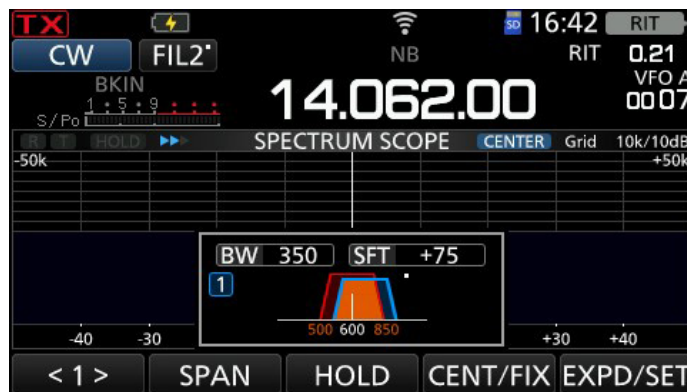 TX SD 16:42 RIT
CW FIL2 NB RIT 0.21
BKIN VFO A
S/Po 1 5 9 14.062.00 00 07
R T HOLD SPECTRUM SCOPE CENTER Grid 10k/10dB
-50k +50k
BW 350 SFT +75
1
500 600 850
-40 -30 +30 +40
< 1 > SPAN HOLD CENT/FIX EXPD/SET